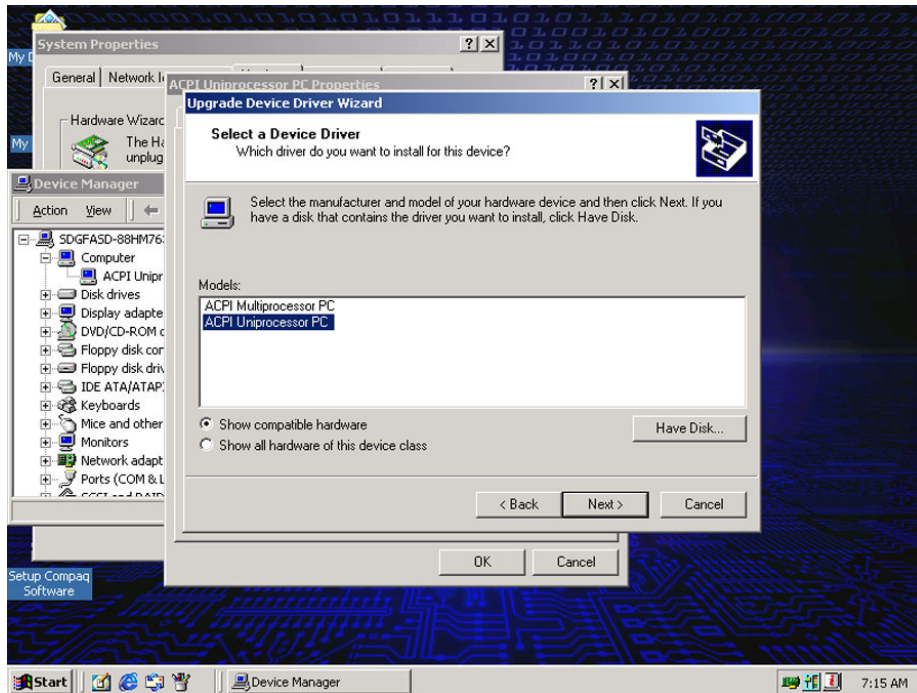 System Properties
My D
General
Network I
ACPI Uniprocessor PC Properties
Upgrade Device Driver Wizard
Hardware Wizard
My
The Ha
unplug
Select a Device Driver
Which driver do you want to install for this device?
Device Manager
Action View
Select the manufacturer and model of your hardware device and then click Next. If you
have a disk that contains the driver you want to install, click Have Disk.
SDGFASD-88HM76
Computer
ACPI Unipr
Disk drives
Display adapte
DVD/CD-ROM
Floppy disk con
Floppy disk driv
IDE ATA/ATAP
Keyboards
Mice and other
Monitors
Network adapt
Ports (COM & L
Models:
ACPI Multiprocessor PC
ACPI Uniprocessor PC
Show compatible hardware
Show all hardware of this device class
Have Disk...
< Back
Next >
Cancel
OK
Cancel
Setup Compaq
Software
Start
Device Manager
7:15 AM